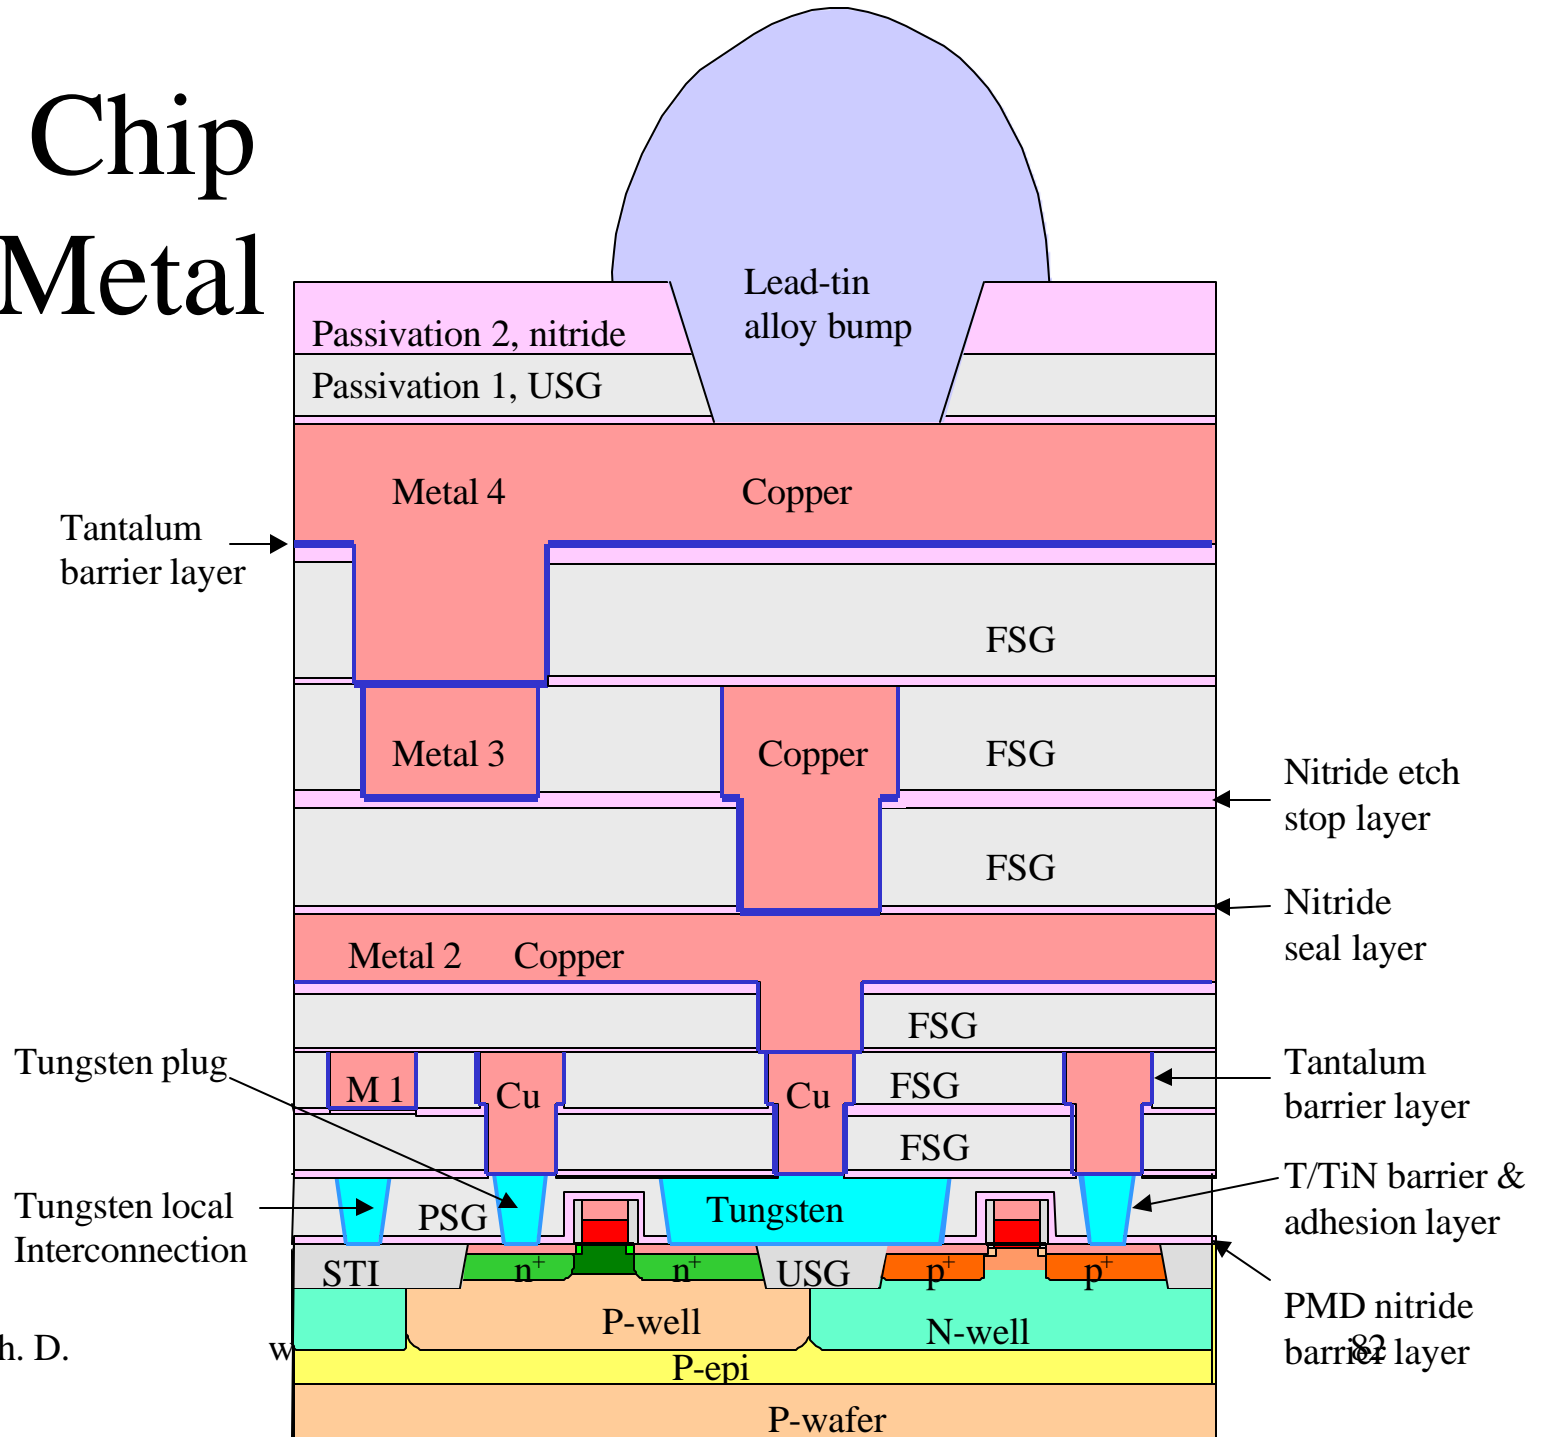 Chip
Metal
Lead-tin
alloy bump
Passivation 2, nitride
Passivation 1, USG
Metal 4
Copper
Tantalum
barrier layer
FSG
Metal 3
Copper
FSG
Nitride etch
stop layer
FSG
Nitride
seal layer
Metal 2
Copper
FSG
Tungsten plug
M 1
Cu
Cu
FSG
Tantalum
barrier layer
FSG
Tungsten local
Interconnection
PSG
Tungsten
T/TiN barrier &
adhesion layer
STI
n+
n+
USG
p+
p+
P-well
N-well
PMD nitride
barrier layer
h. D.
w
82
P-epi
P-wafer